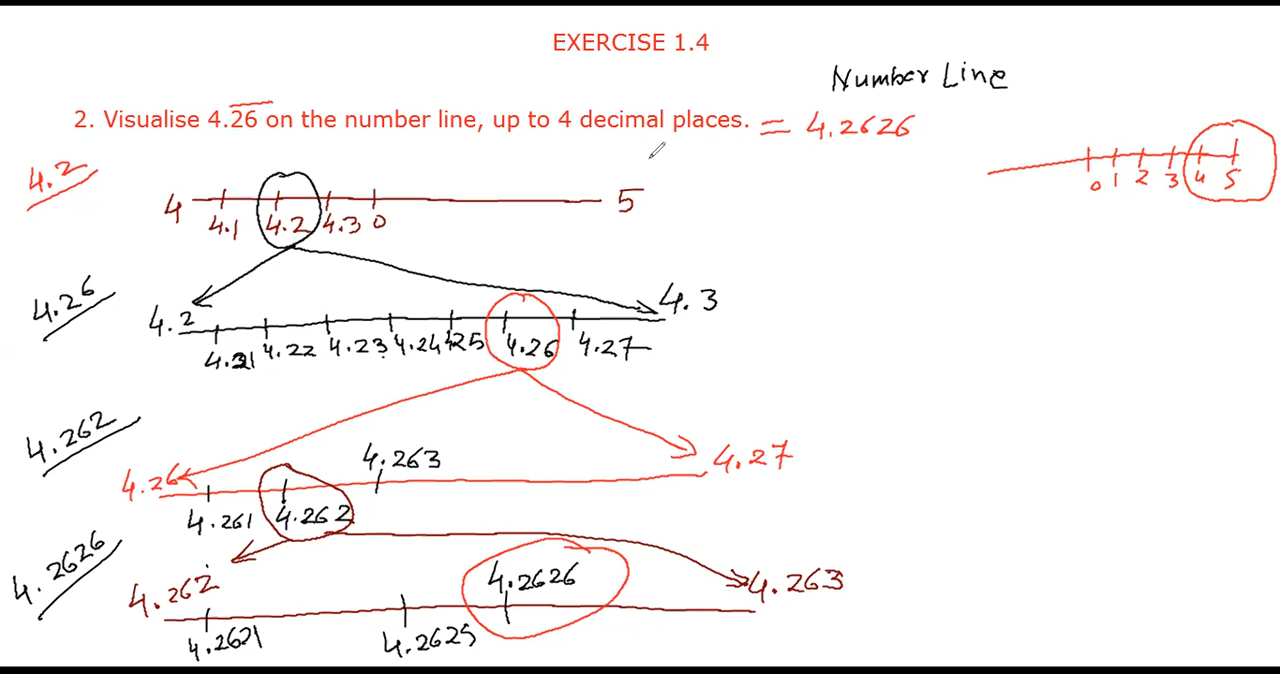 EXERCISE 1.4
Number Line
2. Visualise 4.2̅6̅ on the number line, up to 4 decimal places. = 4.2626
0 1 2 3 4 5
4.2
4 5
4.1 4.2 4.3 0
4.26
4.2 4.3
4.22 4.23 4.24 4.26 4.27
4.262
4.263
4.26 4.27
4.261 4.262
4.2626
4.2626
4.262 4.263
4.2621 4.2625